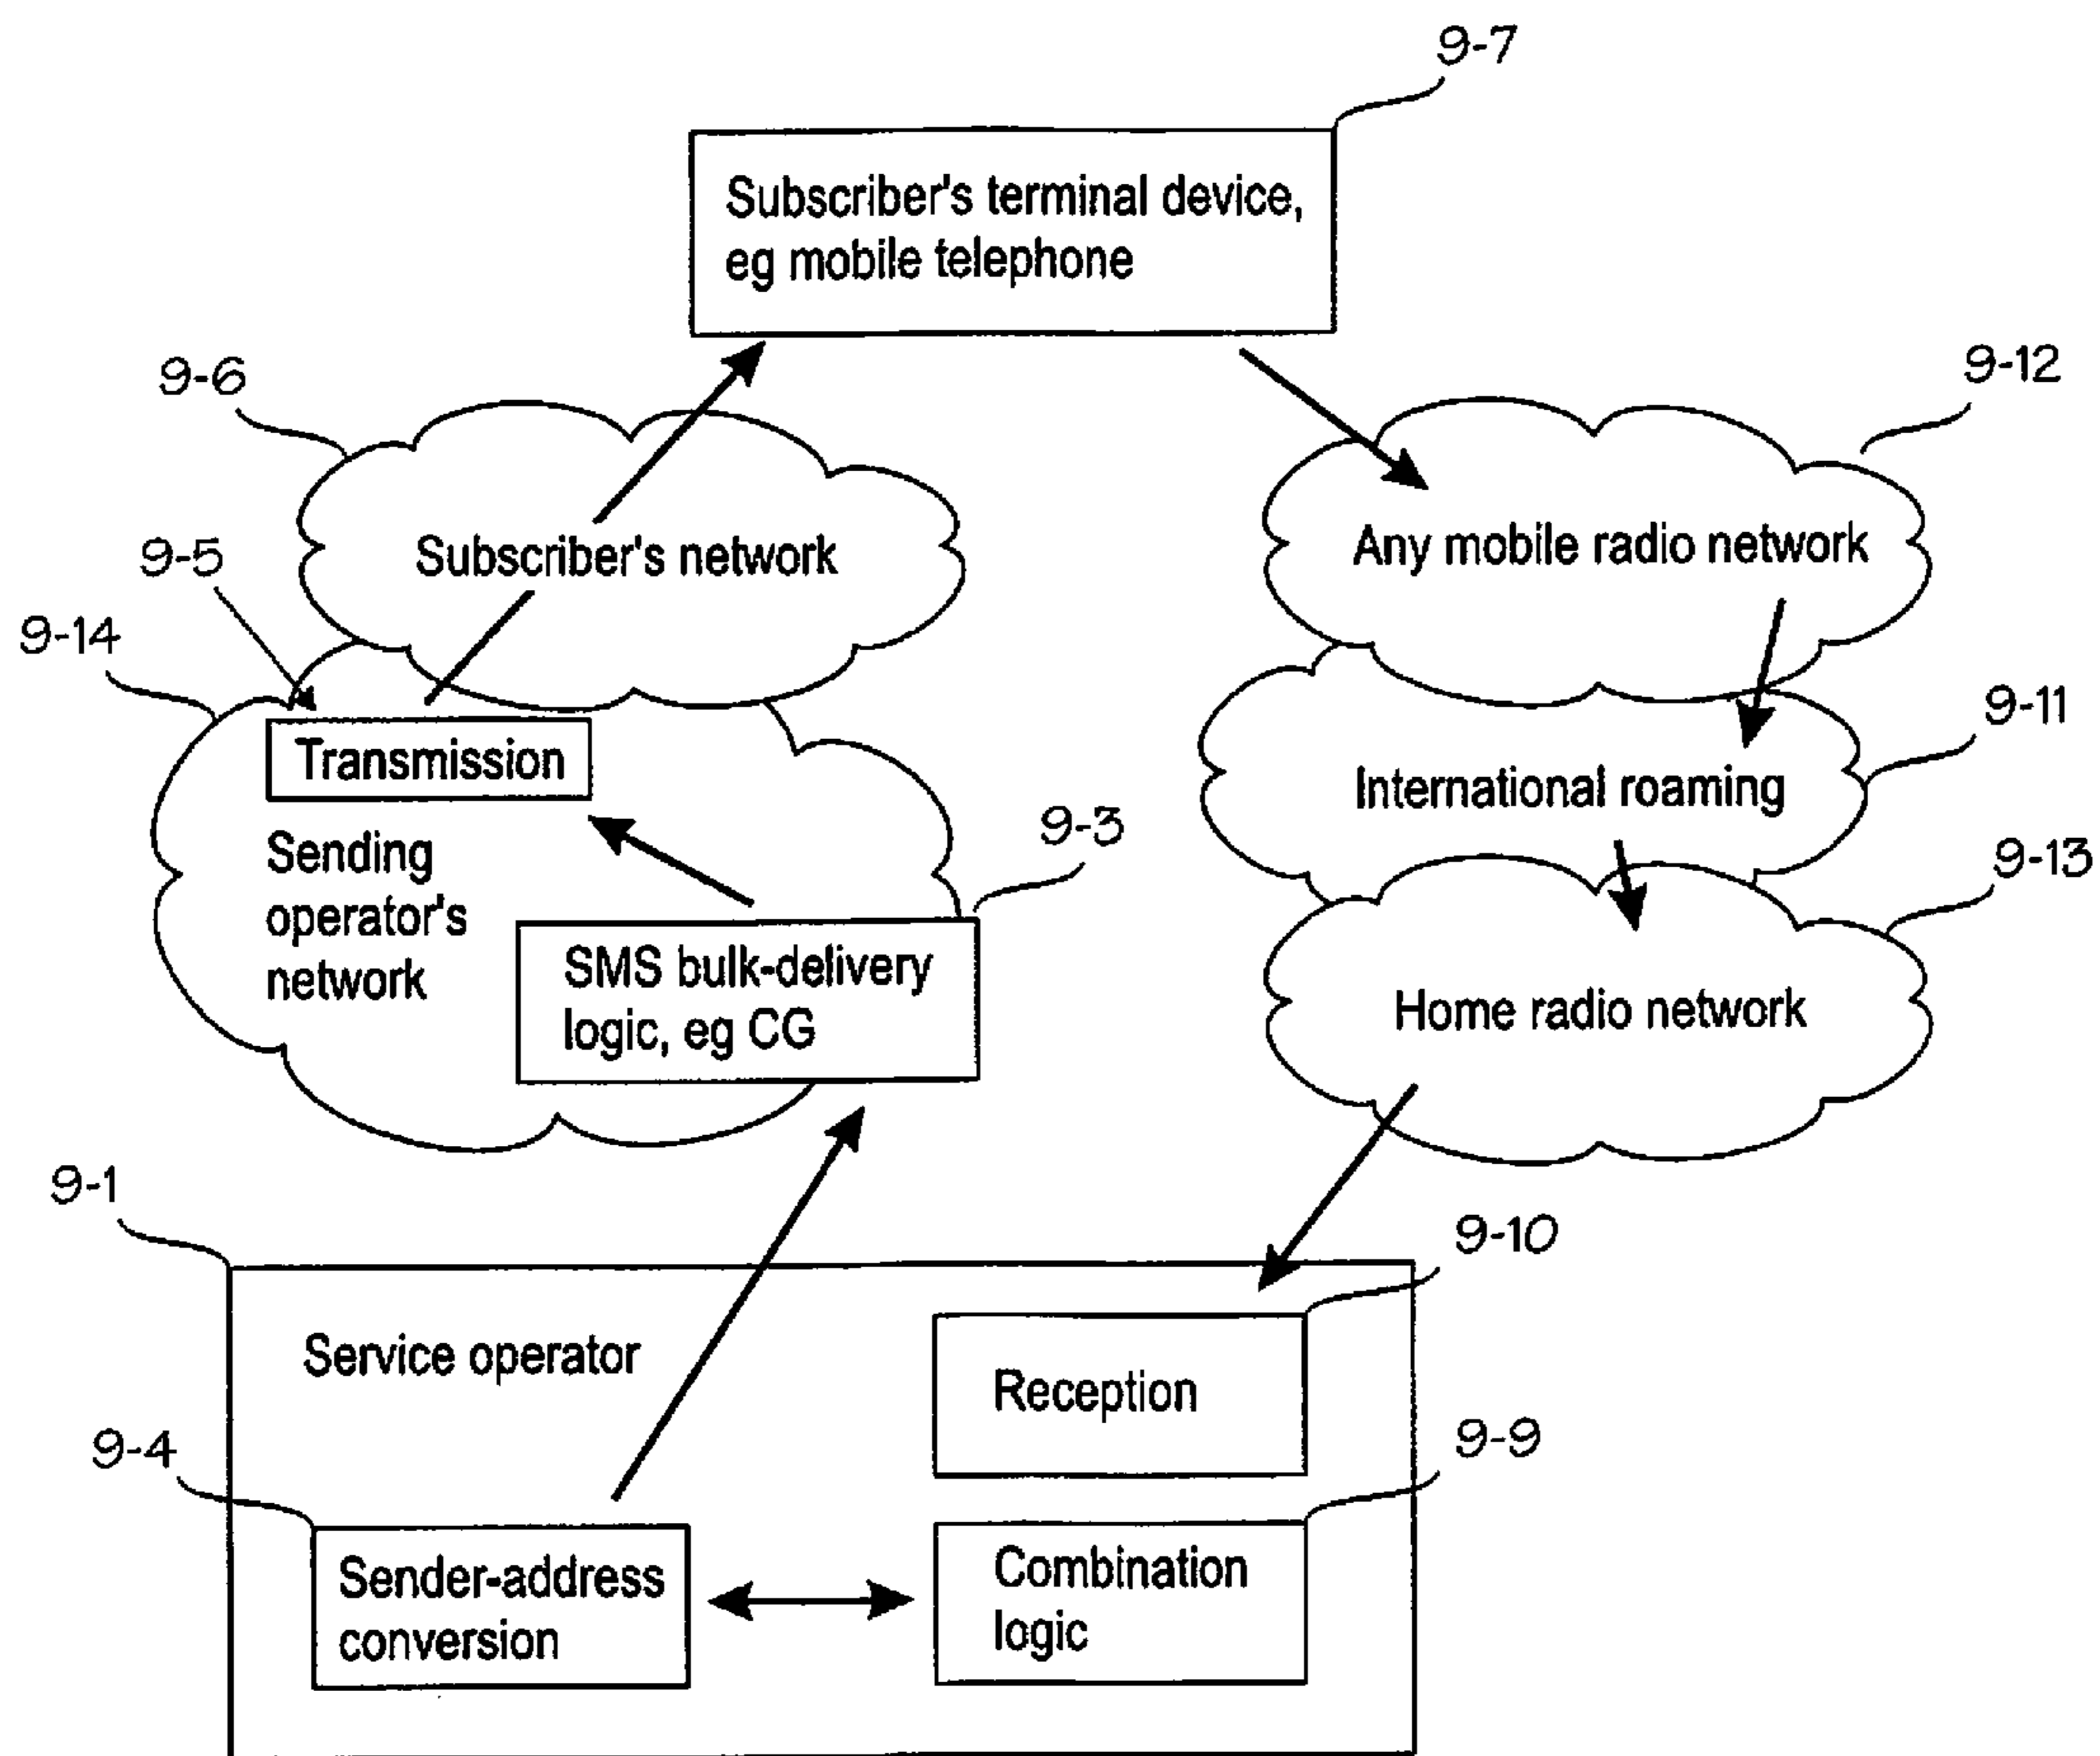 9-7
Subscriber's terminal device,
eg mobile telephone
9-6
9-12
9-5
Subscriber's network
Any mobile radio network
9-14
9-11
Transmission
International roaming
9-3
9-13
Sending
operator's
network
SMS bulk-delivery
logic, eg CG
Home radio network
9-1
9-10
Service operator
Reception
9-4
9-9
Sender-address
conversion
Combination
logic